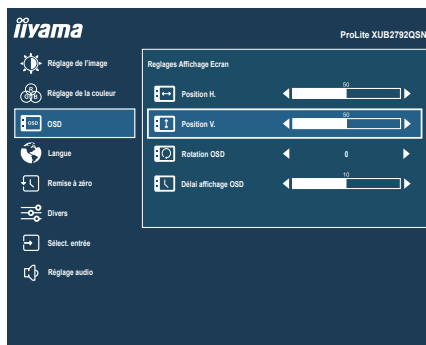 iiyama
ProLite XUB2792QSN
Réglage de l'image
Réglage de la couleur
OSD
OSD
Langue
Remise à zéro
Divers
Sélect. entrée
Réglage audio
Reglages Affichage Ecran
Position H.
50
Position V.
50
Rotation OSD
0
Délai affichage OSD
10